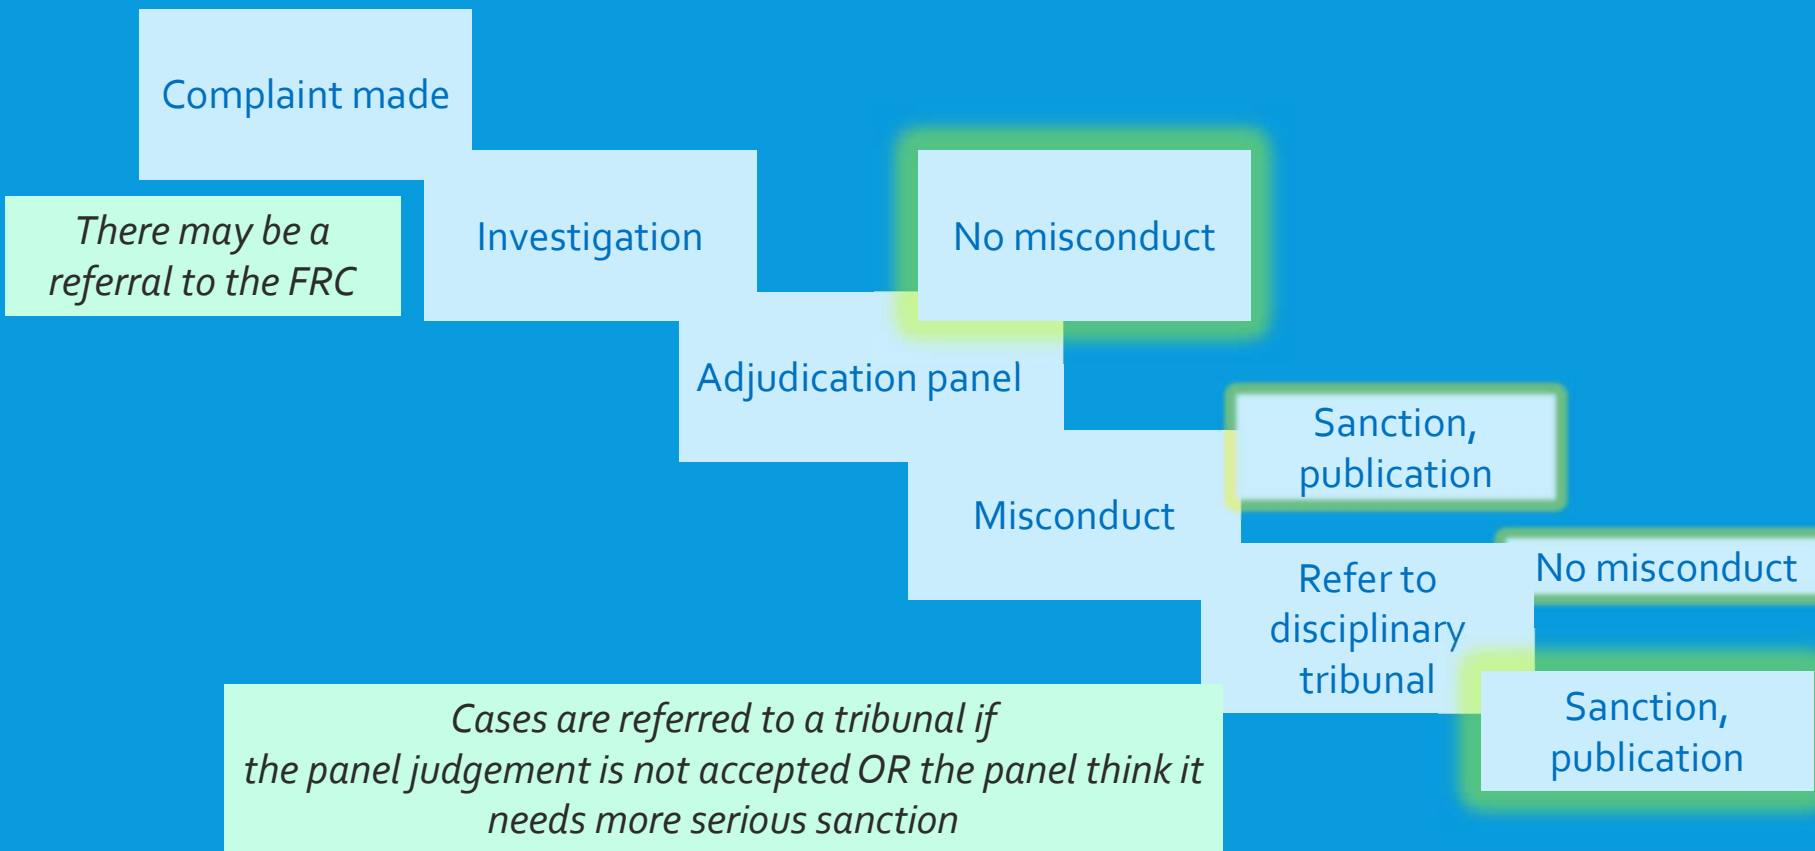 Complaint made
There may be a
referral to the FRC
Investigation
No misconduct
Adjudication panel
Sanction,
publication
Misconduct
Refer to
disciplinary
tribunal
No misconduct
Sanction,
publication
Cases are referred to a tribunal if
the panel judgement is not accepted OR the panel think it
needs more serious sanction